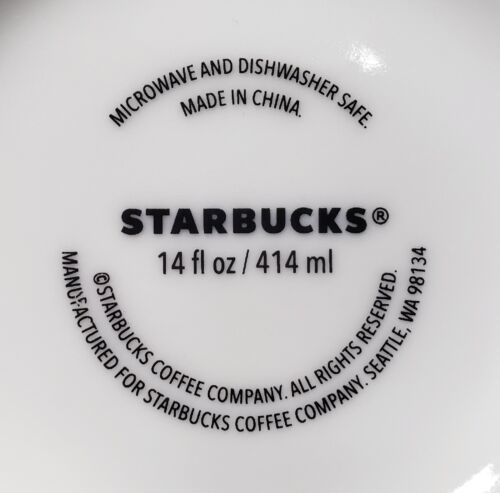 MICROWAVE AND DISHWASHER SAFE.
MADE IN CHINA.
STARBUCKS®
14 fl oz / 414 ml
©STARBUCKS COFFEE COMPANY. ALL RIGHTS RESERVED.
MANUFACTURED FOR STARBUCKS COFFEE COMPANY. SEATTLE, WA 98134